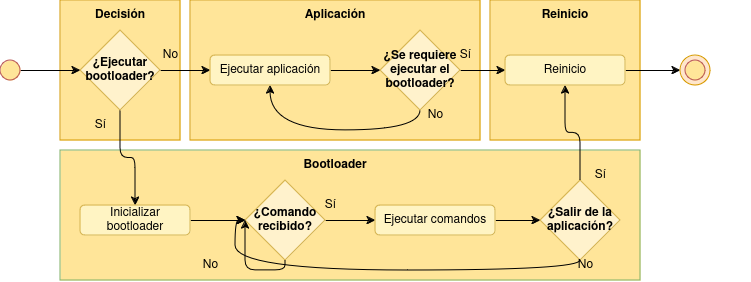 Decisión
Aplicación
Reinicio
¿Ejecutar
bootloader?
No
Ejecutar aplicación
¿Se requiere
ejecutar el
bootloader?
Sí
Reinicio
No
Sí
Bootloader
Inicializar
bootloader
¿Comando
recibido?
Sí
Ejecutar comandos
¿Salir de la
aplicación?
Sí
No
No